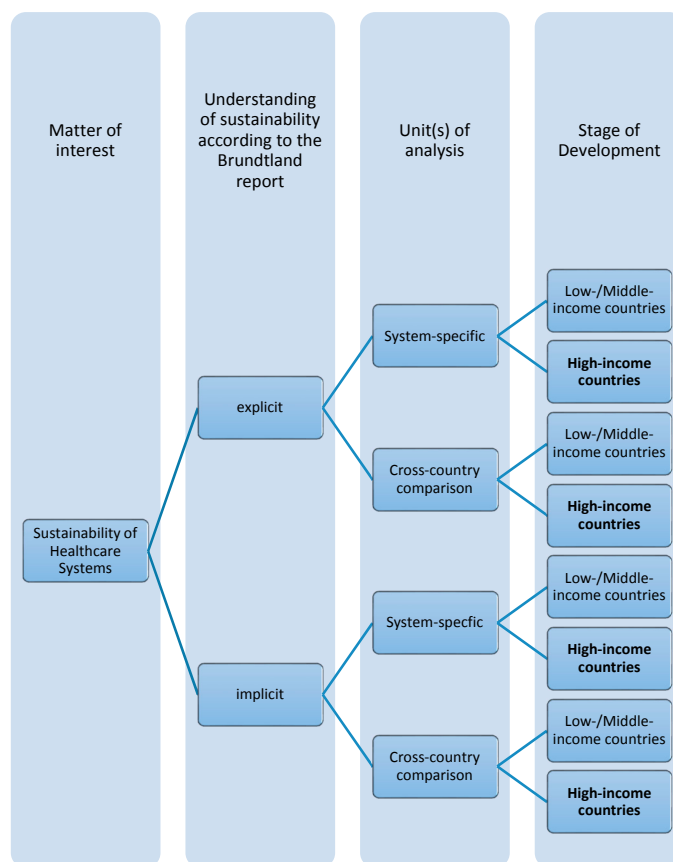 Matter of
interest
Understanding
of sustainability
according to the
Brundtland
report
Unit(s) of
analysis
Stage of
Development
Sustainability of
Healthcare
Systems
explicit
implicit
System-specific
Cross-country
comparison
System-specfic
Cross-country
comparison
Low-/Middle-
income countries
High-income
countries
Low-/Middle-
income countries
High-income
countries
Low-/Middle-
income countries
High-income
countries
Low-/Middle-
income countries
High-income
countries